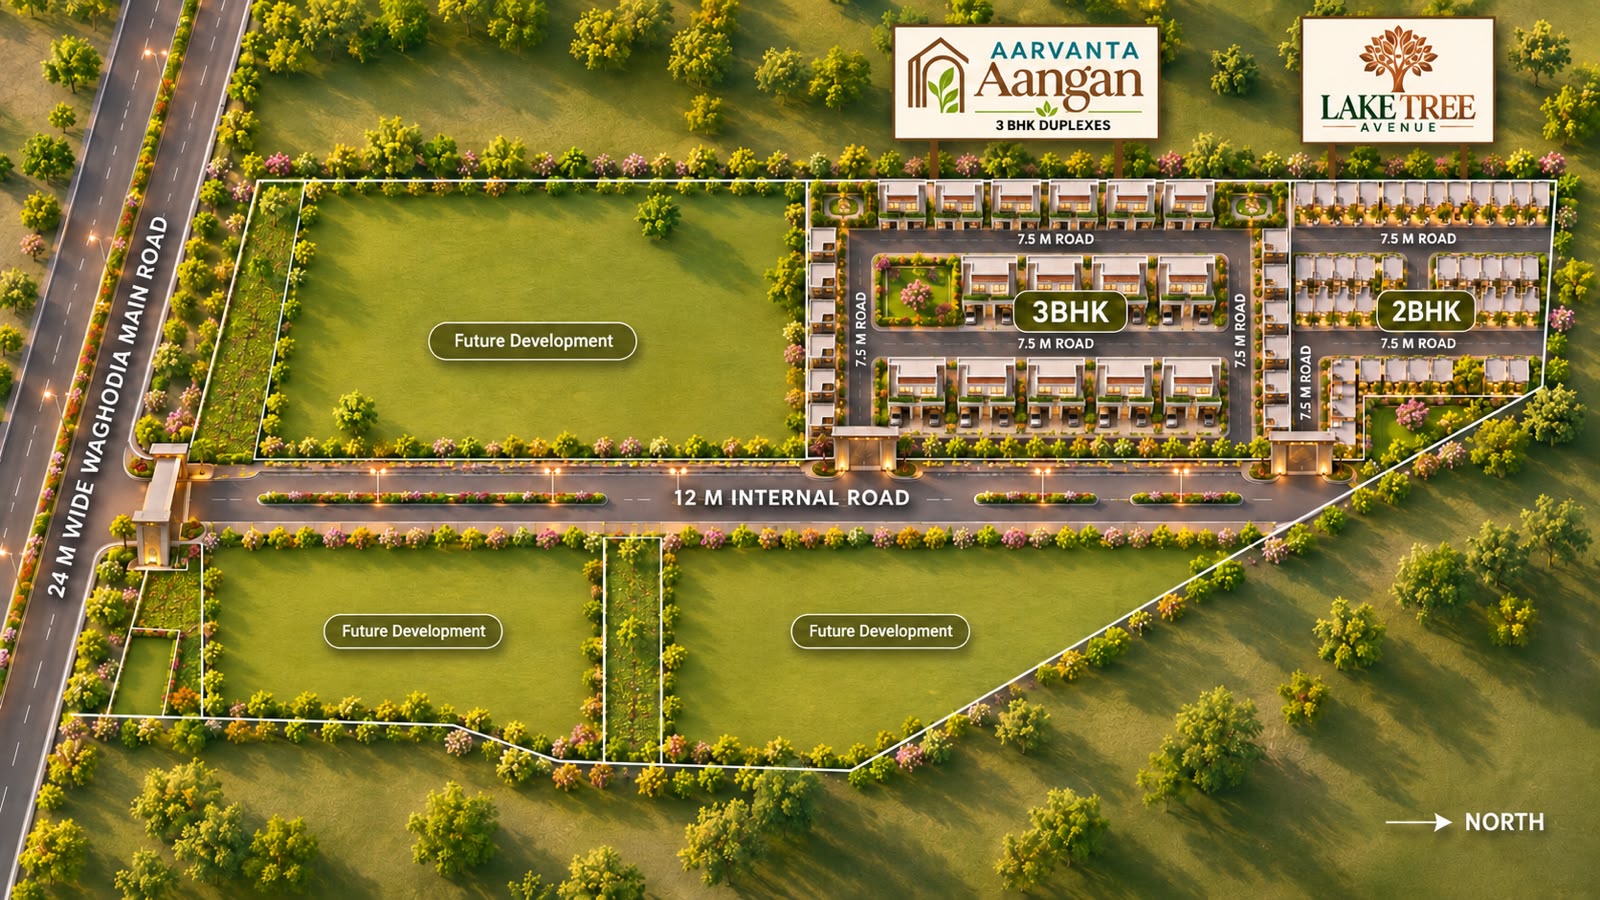 AARVANTA
Aangan
3 BHK DUPLEXES
LAKE TREE
AVENUE
24 M WIDE WAGHODIA MAIN ROAD
7.5 M ROAD
7.5 M ROAD
Future Development
3BHK
2BHK
7.5 M ROAD
7.5 M ROAD
7.5 M ROAD
7.5 M ROAD
7.5 M ROAD
12 M INTERNAL ROAD
Future Development
Future Development
NORTH